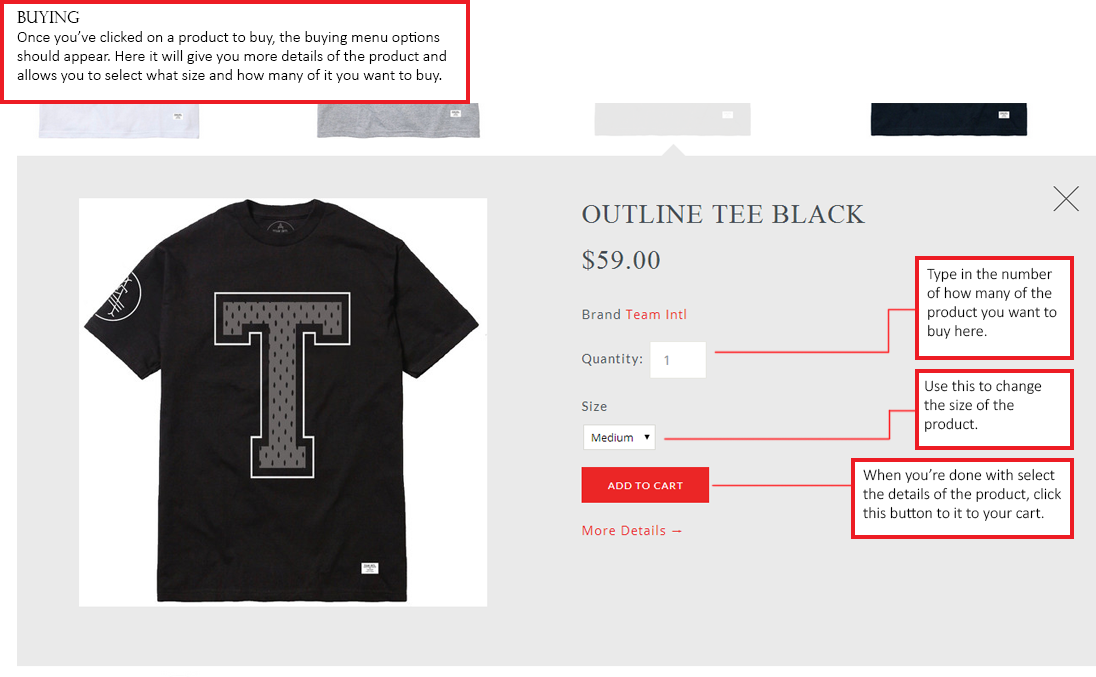 BUYING
Once you’ve clicked on a product to buy, the buying menu options
should appear. Here it will give you more details of the product and
allows you to select what size and how many of it you want to buy.
OUTLINE TEE BLACK
$59.00
Brand Team Intl
Quantity: 1
Size
Medium ▼
ADD TO CART
More Details →
Type in the number
of how many of the
product you want to
buy here.
Use this to change
the size of the
product.
When you’re done with select
the details of the product, click
this button to it to your cart.
T